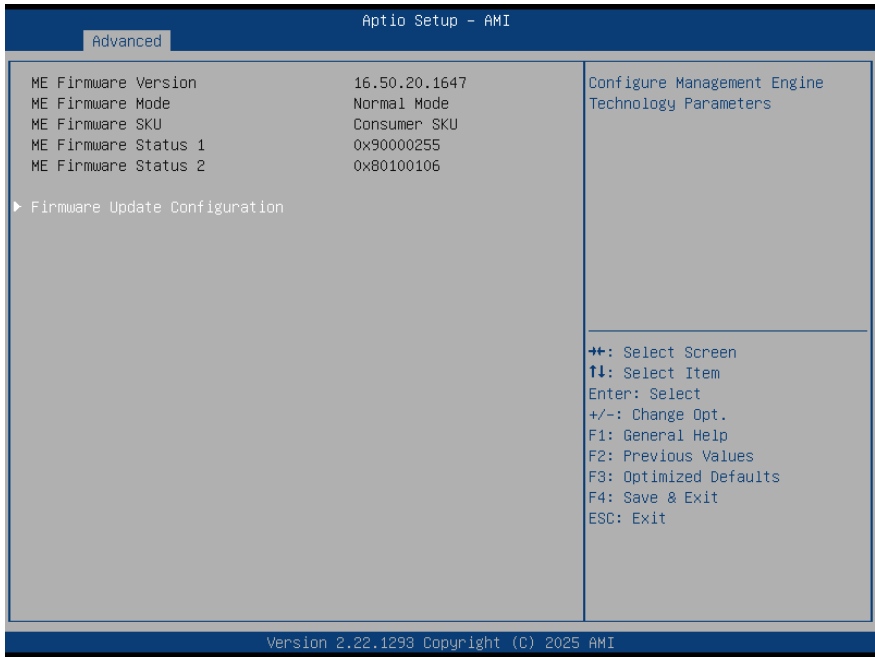 Aptio Setup – AMI
Advanced
ME Firmware Version 16.50.20.1647
ME Firmware Mode Normal Mode
ME Firmware SKU Consumer SKU
ME Firmware Status 1 0x90000255
ME Firmware Status 2 0x80100106
▶ Firmware Update Configuration
Configure Management Engine
Technology Parameters
→←: Select Screen
↑↓: Select Item
Enter: Select
+/-: Change Opt.
F1: General Help
F2: Previous Values
F3: Optimized Defaults
F4: Save & Exit
ESC: Exit
Version 2.22.1293 Copyright (C) 2025 AMI